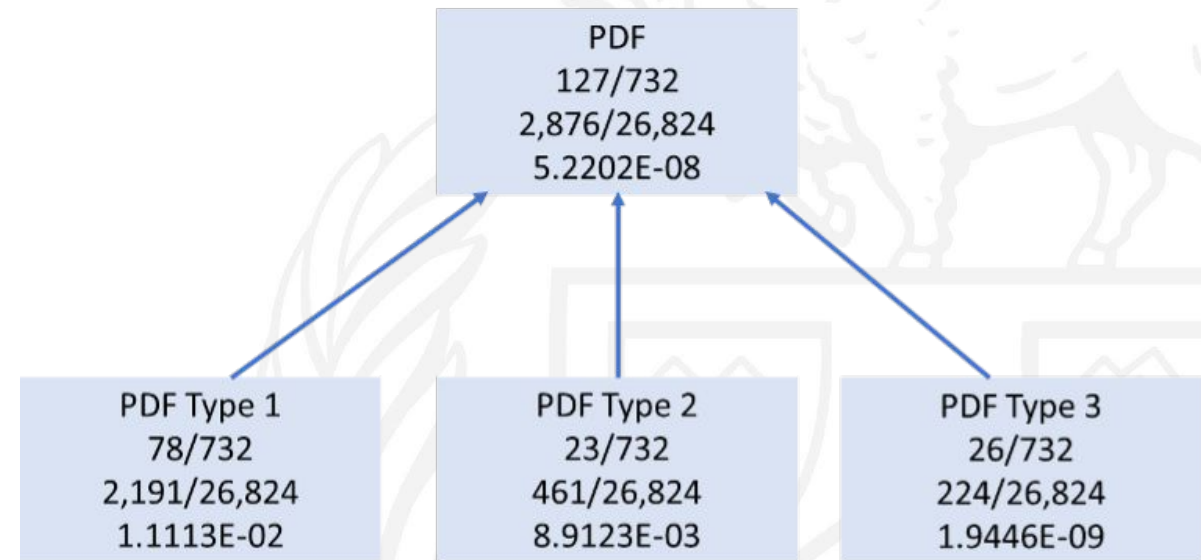 PDF
127/732
2,876/26,824
5.2202E-08
PDF Type 1
78/732
2,191/26,824
1.1113E-02
PDF Type 2
23/732
461/26,824
8.9123E-03
PDF Type 3
26/732
224/26,824
1.9446E-09